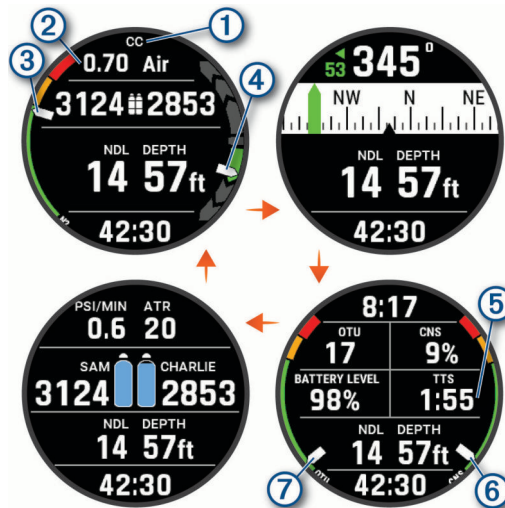 ① CC
② 0.70 Air
③
3124 2853
④
NDL DEPTH
14 57ft
42:30
N2
53 345°
NW N NE
NDL DEPTH
14 57ft
42:30
PSI/MIN ATR
0.6 20
SAM CHARLIE
3124 2853
NDL DEPTH
14 57ft
42:30
8:17
⑤
OTU CNS
17 9%
BATTERY LEVEL TTS
98% 1:55
NDL DEPTH
14 57ft
⑦ ⑥
OTU 42:30 CNS